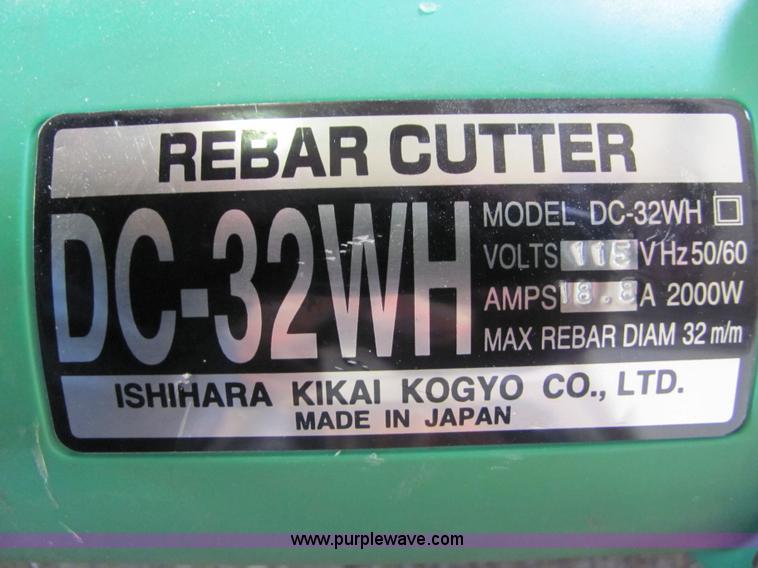 REBAR CUTTER
DC-32WH
MODEL DC-32WH
VOLTS 115 V Hz 50/60
AMPS 18.8 A 2000W
MAX REBAR DIAM 32 m/m
ISHIHARA KIKAI KOGYO CO., LTD.
MADE IN JAPAN
www.purplewave.com